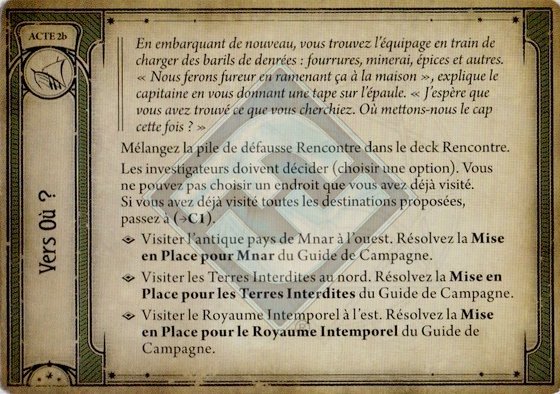 ACTE 2b
Vers Où ?
En embarquant de nouveau, vous trouvez l'équipage en train de
charger des barils de denrées : fourrures, minerai, épices et autres.
« Nous ferons fureur en ramenant ça à la maison », explique le
capitaine en vous donnant une tape sur l'épaule. « J'espère que
vous avez trouvé ce que vous cherchiez. Où mettons-nous le cap
cette fois ? »
Mélangez la pile de défausse Rencontre dans le deck Rencontre.
Les investigateurs doivent décider (choisir une option). Vous
ne pouvez pas choisir un endroit que vous avez déjà visité.
Si vous avez déjà visité toutes les destinations proposées,
passez à (→C1).
Visiter l'antique pays de Mnar à l'ouest. Résolvez la Mise
en Place pour Mnar du Guide de Campagne.
Visiter les Terres Interdites au nord. Résolvez la Mise en
Place pour les Terres Interdites du Guide de Campagne.
Visiter le Royaume Intemporel à l'est. Résolvez la Mise
en Place pour le Royaume Intemporel du Guide de
Campagne.